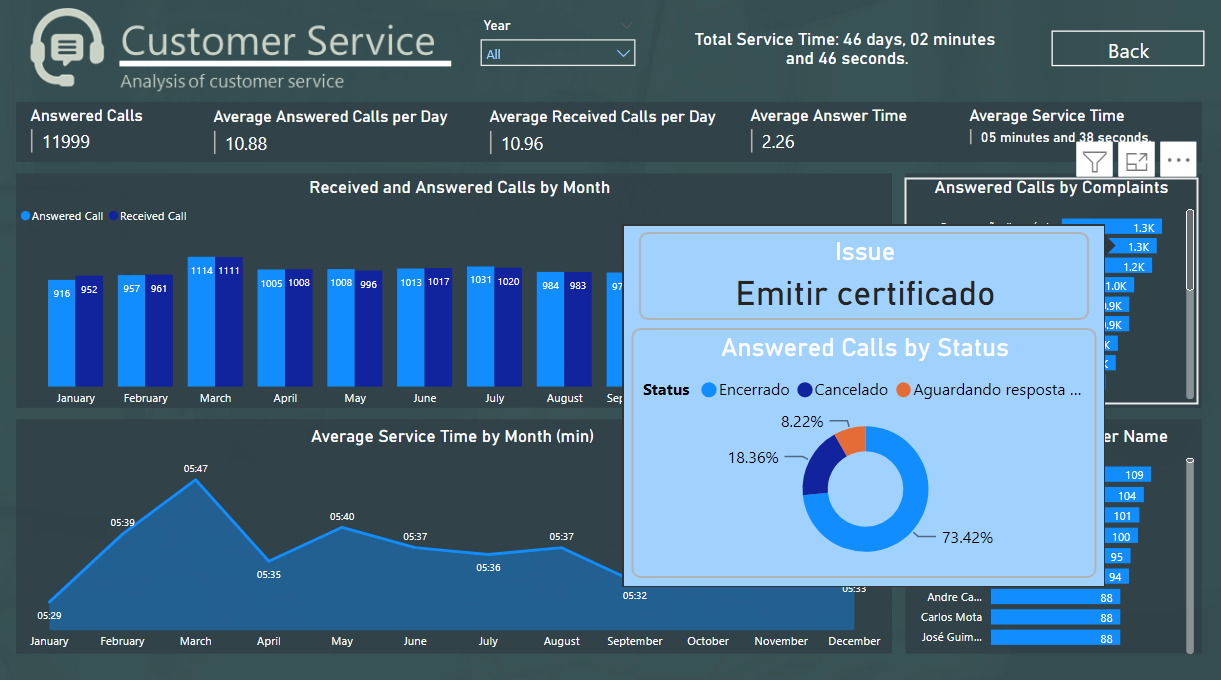 Customer Service
Analysis of customer service
Year
All
Total Service Time: 46 days, 02 minutes
and 46 seconds.
Back
Answered Calls
11999
Average Answered Calls per Day
10.88
Average Received Calls per Day
10.96
Average Answer Time
2.26
Average Service Time
05 minutes and 38 seconds.
Received and Answered Calls by Month
Answered Call Received Call
916 952 957 961 1114 1111 1005 1008 1008 996 1013 1017 1031 1020 984 983 97
January February March April May June July August Sep
Answered Calls by Complaints
1.3K
1.3K
1.2K
1.0K
0.9K
0.9K
K
K
Issue
Emitir certificado
Answered Calls by Status
Status Encerrado Cancelado Aguardando resposta ...
8.22%
18.36%
73.42%
Average Service Time by Month (min)
05:29 05:39 05:47 05:35 05:40 05:37 05:36 05:37 05:32 05:33
January February March April May June July August September October November December
er Name
109
104
101
100
95
94
Andre Ca... 88
Carlos Mota 88
José Guim... 88